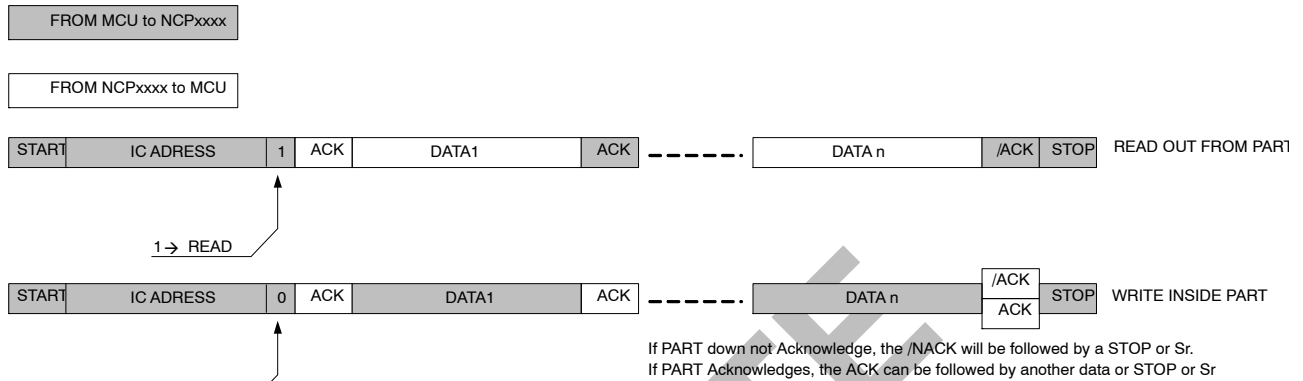 FROM MCU to NCPxxxx
FROM NCPxxxx to MCU
START IC ADRESS 1 ACK DATA1 ACK DATA n /ACK STOP READ OUT FROM PART
1→ READ
START IC ADRESS 0 ACK DATA1 ACK DATA n /ACK ACK STOP WRITE INSIDE PART
If PART down not Acknowledge, the /NACK will be followed by a STOP or Sr.
If PART Acknowledges, the ACK can be followed by another data or STOP or Sr